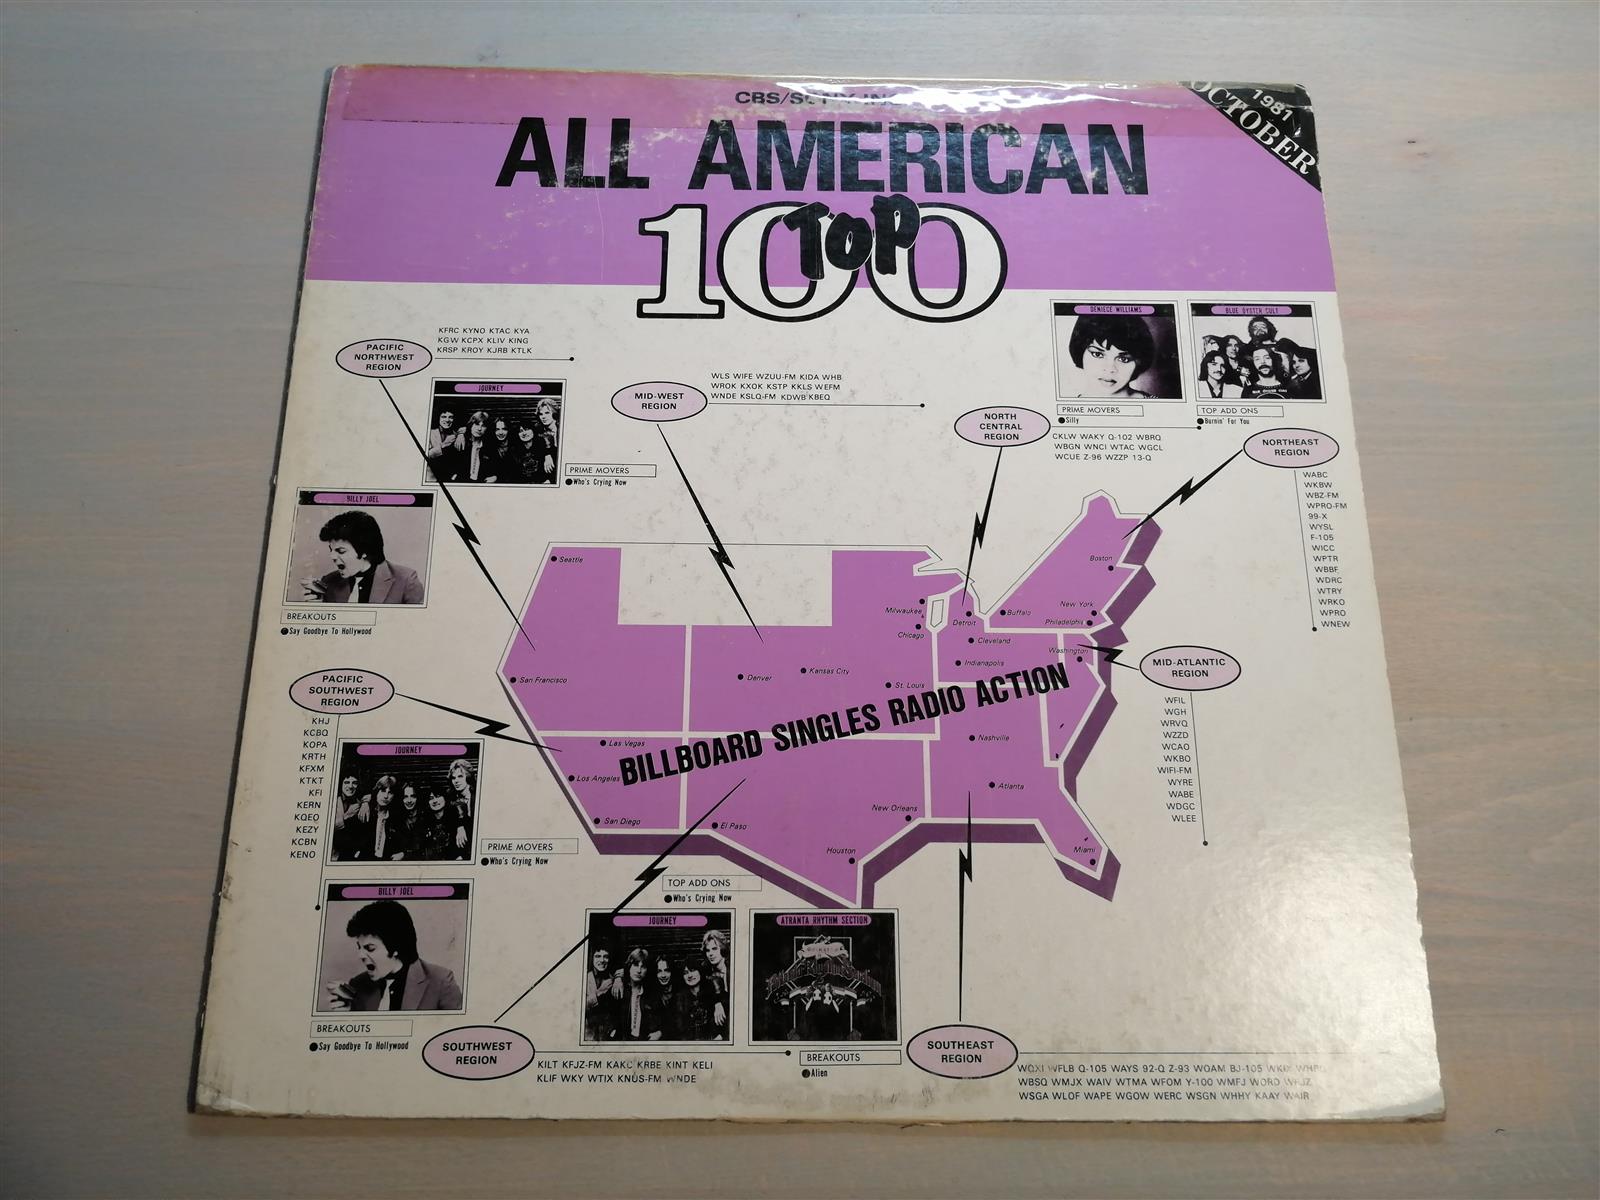 CBS/SONY INC
1981
OCTOBER
ALL AMERICAN
TOP
100
PACIFIC
NORTHWEST
REGION
KFRC KYNO KTAC KYA
KGW KCPX KLIV KING
KRSP KROY KJRB KTLK
JOURNEY
PRIME MOVERS
●Who's Crying Now
BILLY JOEL
BREAKOUTS
●Say Goodbye To Hollywood
MID-WEST
REGION
WLS WIFE WZUU-FM KIDA WHB
WROK KXOK KSTP KKLS WEFM
WNDE KSLQ-FM KDWB KBEQ
DENIECE WILLIAMS
PRIME MOVERS
●Silly
BLUE OYSTER CULT
TOP ADD ONS
●Burnin' For You
NORTH
CENTRAL
REGION
CKLW WAKY Q-102 WBRQ
WBGN WNCI WTAC WGCL
WCUE Z-96 WZZP 13-Q
NORTHEAST
REGION
WABC
WKBW
WBZ-FM
WPRO-FM
99-X
WYSL
F-105
WICC
WPTR
WBBF
WDRC
WTRY
WRKO
WPRO
WNEW
Seattle
San Francisco
Denver
Kansas City
St. Louis
Milwaukee
Chicago
Detroit
Buffalo
Cleveland
Indianapolis
Boston
New York
Philadelphia
Washington
BILLBOARD SINGLES RADIO ACTION
Las Vegas
Los Angeles
San Diego
El Paso
Houston
New Orleans
Nashville
Atlanta
Miami
MID-ATLANTIC
REGION
WFIL
WGH
WRVQ
WZZD
WCAO
WKBO
WIFI-FM
WYRE
WABE
WDGC
WLEE
PACIFIC
SOUTHWEST
REGION
KHJ
KCBQ
KOPA
KRTH
KFXM
KTKT
KFI
KERN
KQEO
KEZY
KCBN
KENO
JOURNEY
PRIME MOVERS
●Who's Crying Now
BILLY JOEL
BREAKOUTS
●Say Goodbye To Hollywood
TOP ADD ONS
●Who's Crying Now
JOURNEY
ATRANTA RHYTHM SECTION
BREAKOUTS
●Alien
SOUTHWEST
REGION
KILT KFJZ-FM KAKC KRBE KINT KELI
KLIF WKY WTIX KNUS-FM WNDE
SOUTHEAST
REGION
WQXI WFLB Q-105 WAYS 92-Q Z-93 WQAM BJ-105
WBSQ WMJX WAIV WTMA WFOM Y-100 WMFJ WORD
WSGA WLOF WAPE WGOW WERC WSGN WHHY KAAY WAIR